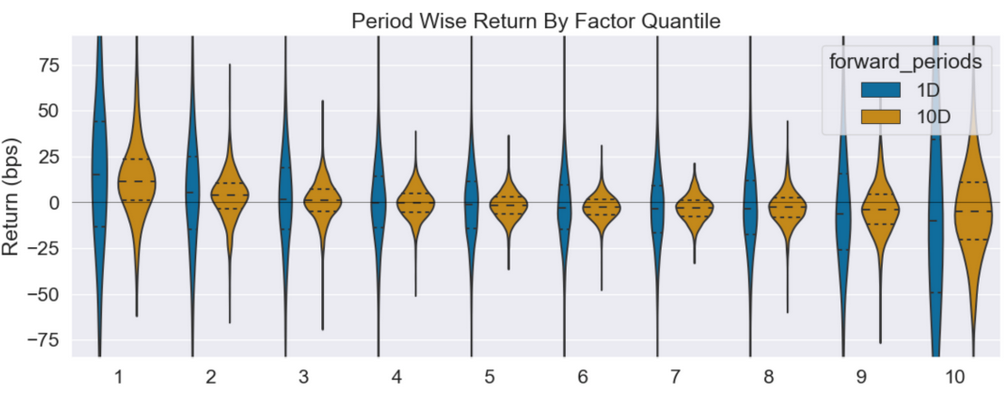 Period Wise Return By Factor Quantile
Return (bps)
75
50
25
0
−25
−50
−75
forward_periods
1D
10D
1 2 3 4 5 6 7 8 9 10